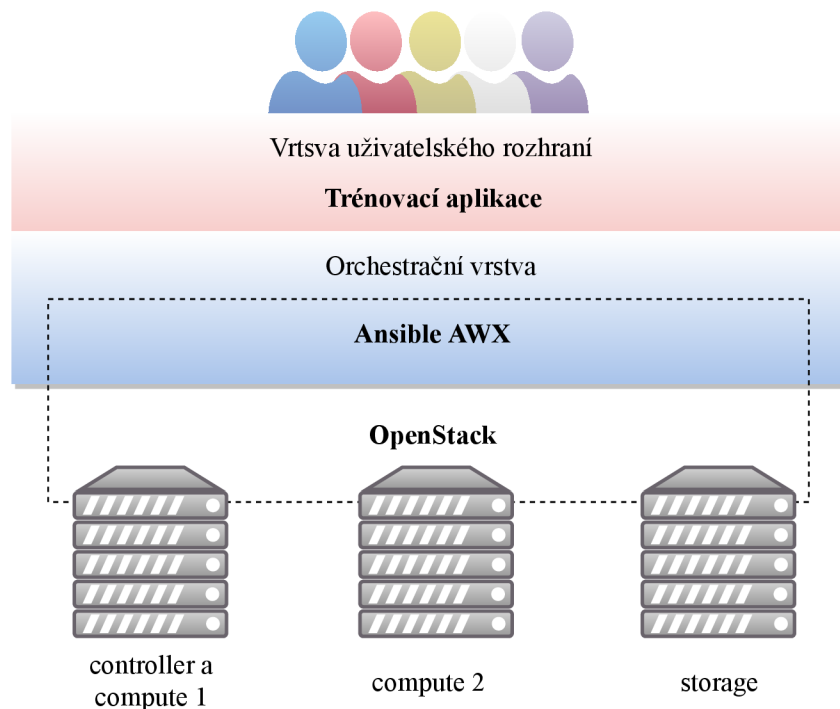 Vrtsva uživatelského rozhraní
Trénovací aplikace
Orchestrační vrstva
Ansible AWX
OpenStack
controller a
compute 1
compute 2
storage